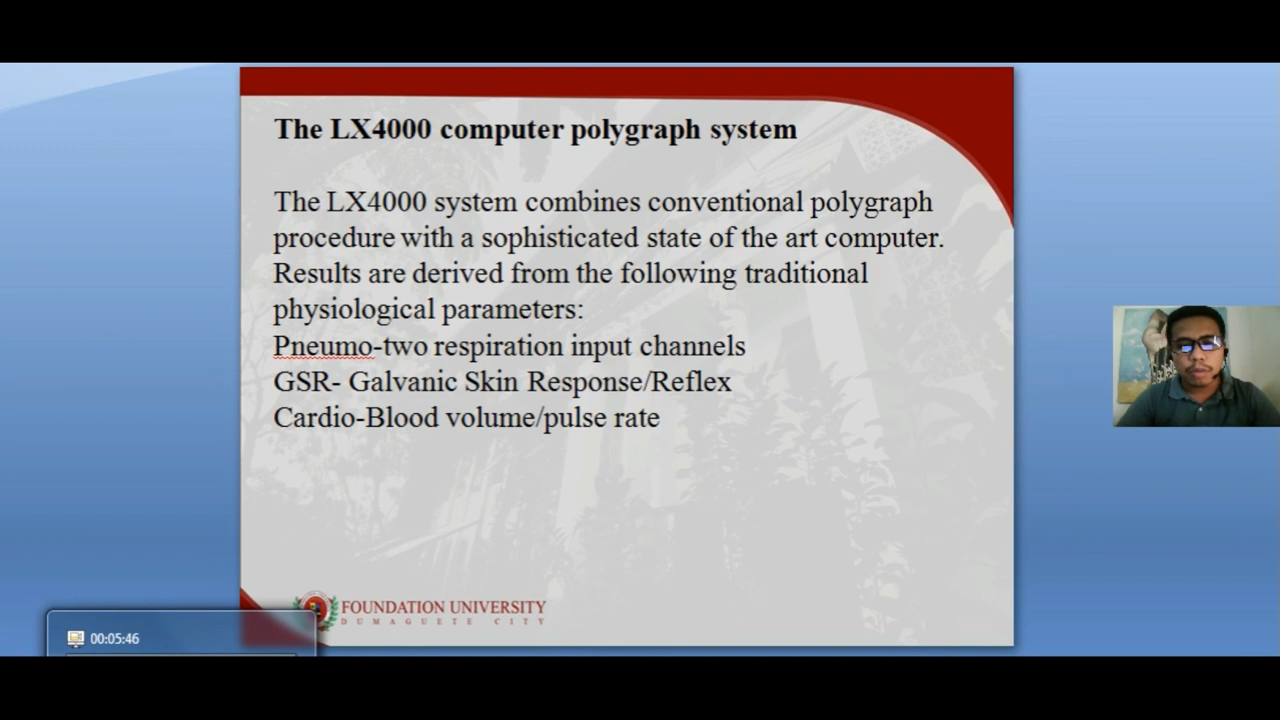 The LX4000 computer polygraph system
The LX4000 system combines conventional polygraph
procedure with a sophisticated state of the art computer.
Results are derived from the following traditional
physiological parameters:
Pneumo-two respiration input channels
GSR- Galvanic Skin Response/Reflex
Cardio-Blood volume/pulse rate
FOUNDATION UNIVERSITY
DUMAGUETE CITY
00:05:46